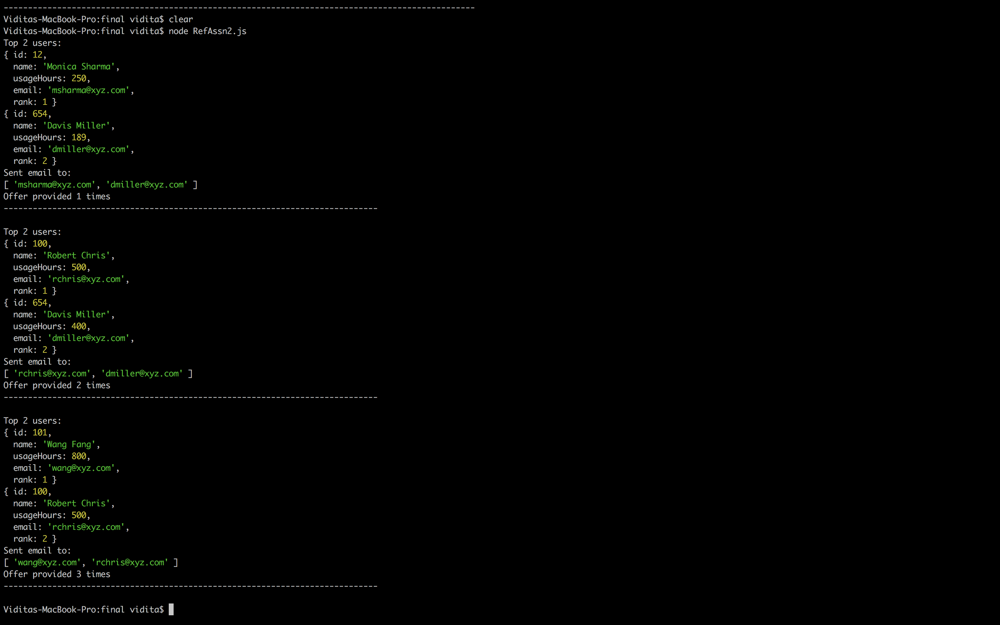 -------------------------------------------------------------------------------------------------
Viditas-MacBook-Pro:final vidita$ clear
Viditas-MacBook-Pro:final vidita$ node RefAssn2.js
Top 2 users:
{ id: 12,
  name: 'Monica Sharma',
  usageHours: 250,
  email: 'msharma@xyz.com',
  rank: 1 }
{ id: 654,
  name: 'Davis Miller',
  usageHours: 189,
  email: 'dmiller@xyz.com',
  rank: 2 }
Sent email to:
[ 'msharma@xyz.com', 'dmiller@xyz.com' ]
Offer provided 1 times
-----------------------------------------------------------------------------
Top 2 users:
{ id: 100,
  name: 'Robert Chris',
  usageHours: 500,
  email: 'rchris@xyz.com',
  rank: 1 }
{ id: 654,
  name: 'Davis Miller',
  usageHours: 400,
  email: 'dmiller@xyz.com',
  rank: 2 }
Sent email to:
[ 'rchris@xyz.com', 'dmiller@xyz.com' ]
Offer provided 2 times
-----------------------------------------------------------------------------
Top 2 users:
{ id: 101,
  name: 'Wang Fang',
  usageHours: 800,
  email: 'wang@xyz.com',
  rank: 1 }
{ id: 100,
  name: 'Robert Chris',
  usageHours: 500,
  email: 'rchris@xyz.com',
  rank: 2 }
Sent email to:
[ 'wang@xyz.com', 'rchris@xyz.com' ]
Offer provided 3 times
-----------------------------------------------------------------------------
Viditas-MacBook-Pro:final vidita$